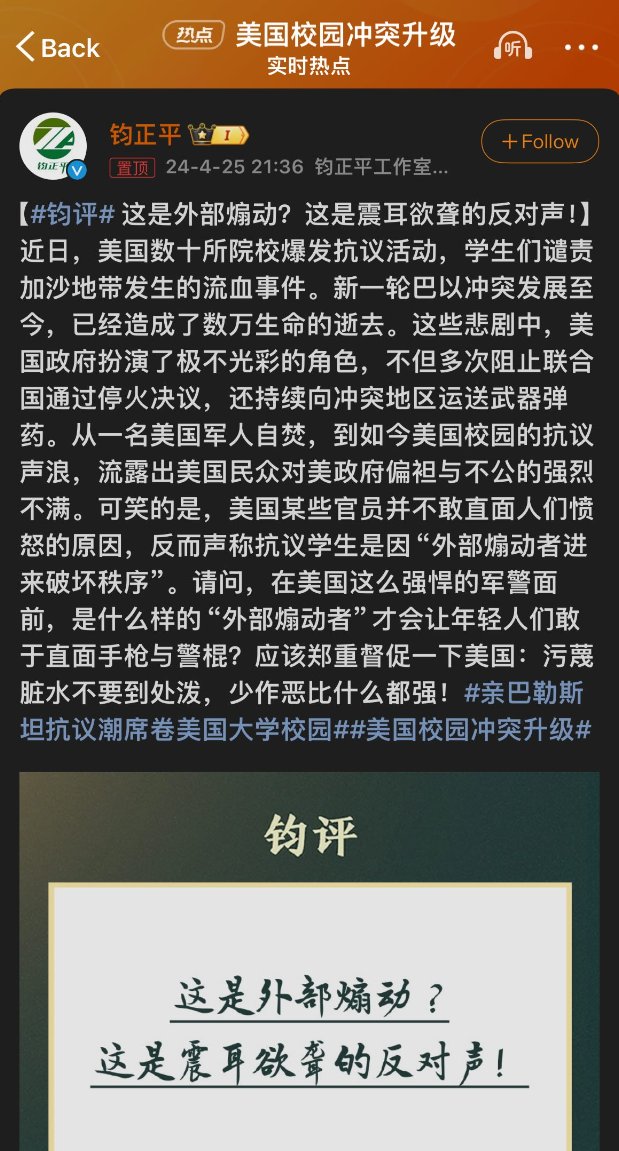 Back
热点 美国校园冲突升级
实时热点
听
钧正平
I
钧正平
V
+Follow
置顶 24-4-25 21:36 钧正平工作室...
【#钧评# 这是外部煽动？这是震耳欲聋的反对声！】
近日，美国数十所院校爆发抗议活动，学生们谴责
加沙地带发生的流血事件。新一轮巴以冲突发展至
今，已经造成了数万生命的逝去。这些悲剧中，美
国政府扮演了极不光彩的角色，不但多次阻止联合
国通过停火决议，还持续向冲突地区运送武器弹
药。从一名美国军人自焚，到如今美国校园的抗议
声浪，流露出美国民众对美政府偏袒与不公的强烈
不满。可笑的是，美国某些官员并不敢直面人们愤
怒的原因，反而声称抗议学生是因“外部煽动者进
来破坏秩序”。请问，在美国这么强悍的军警面
前，是什么样的“外部煽动者”才会让年轻人们敢
于直面手枪与警棍？应该郑重督促一下美国：污蔑
脏水不要到处泼，少作恶比什么都强！#亲巴勒斯
坦抗议潮席卷美国大学校园##美国校园冲突升级#
钧评
这是外部煽动？
这是震耳欲聋的反对声！